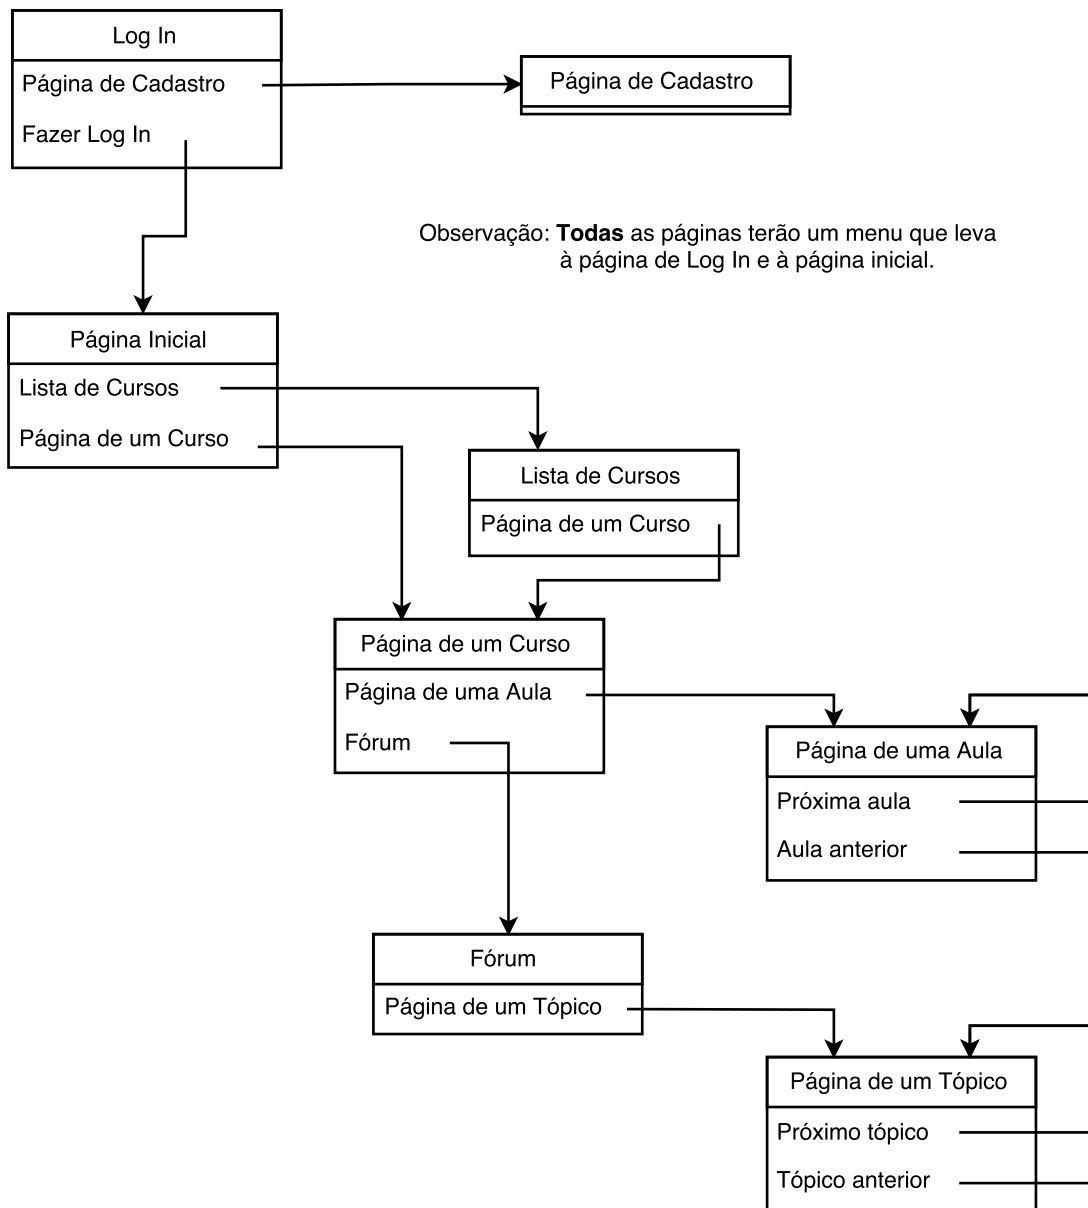 Log In
Página de Cadastro
Fazer Log In
Página de Cadastro
Observação: Todas as páginas terão um menu que leva
à página de Log In e à página inicial.
Página Inicial
Lista de Cursos
Página de um Curso
Lista de Cursos
Página de um Curso
Página de um Curso
Página de uma Aula
Fórum
Página de uma Aula
Próxima aula
Aula anterior
Fórum
Página de um Tópico
Página de um Tópico
Próximo tópico
Tópico anterior